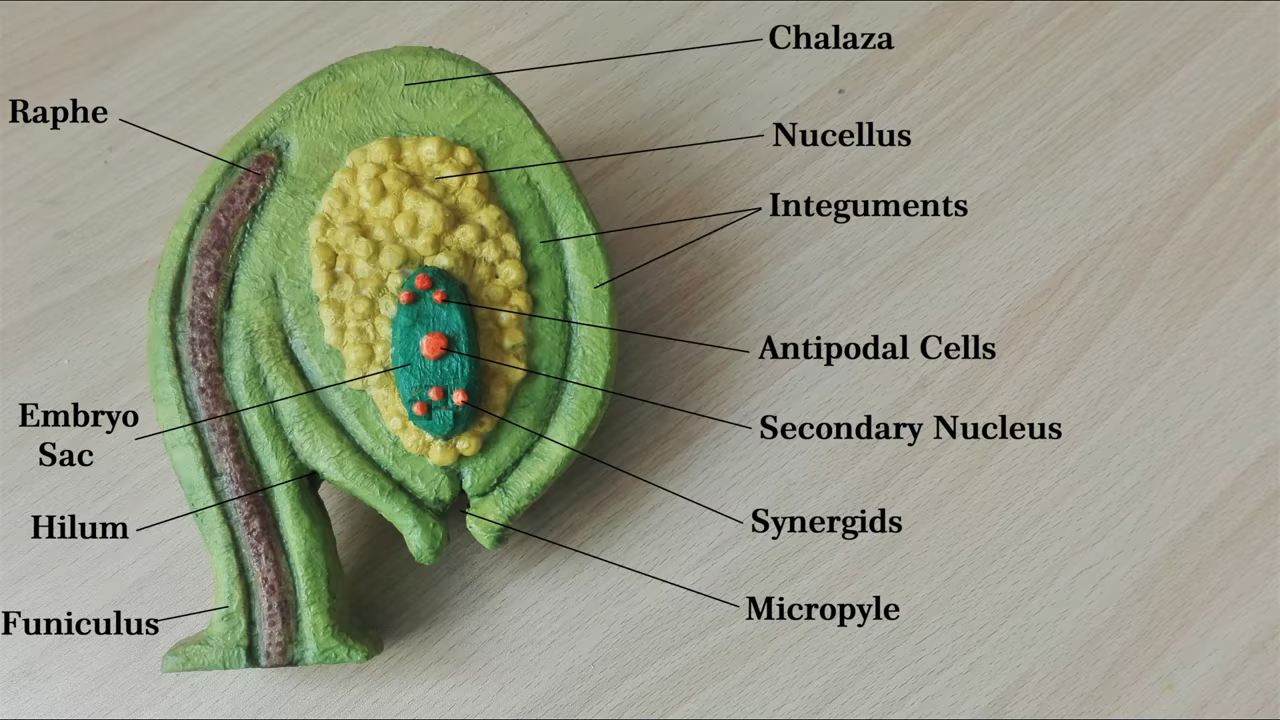 Chalaza
Raphe
Nucellus
Integuments
Antipodal Cells
Embryo
Sac
Secondary Nucleus
Hilum
Synergids
Micropyle
Funiculus